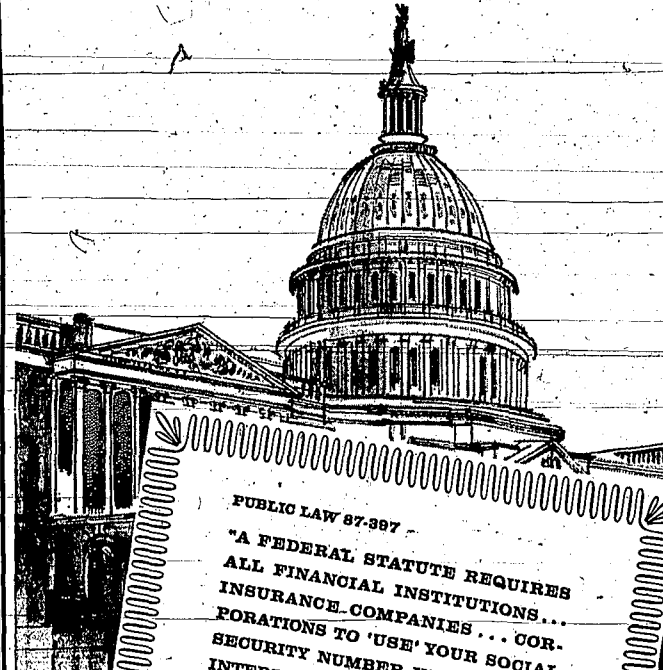 PUBLIC LAW 87-397
"A FEDERAL STATUTE REQUIRES
ALL FINANCIAL INSTITUTIONS...
INSURANCE COMPANIES... COR-
PORATIONS TO 'USE' YOUR SOCIAL
SECURITY NUMBER